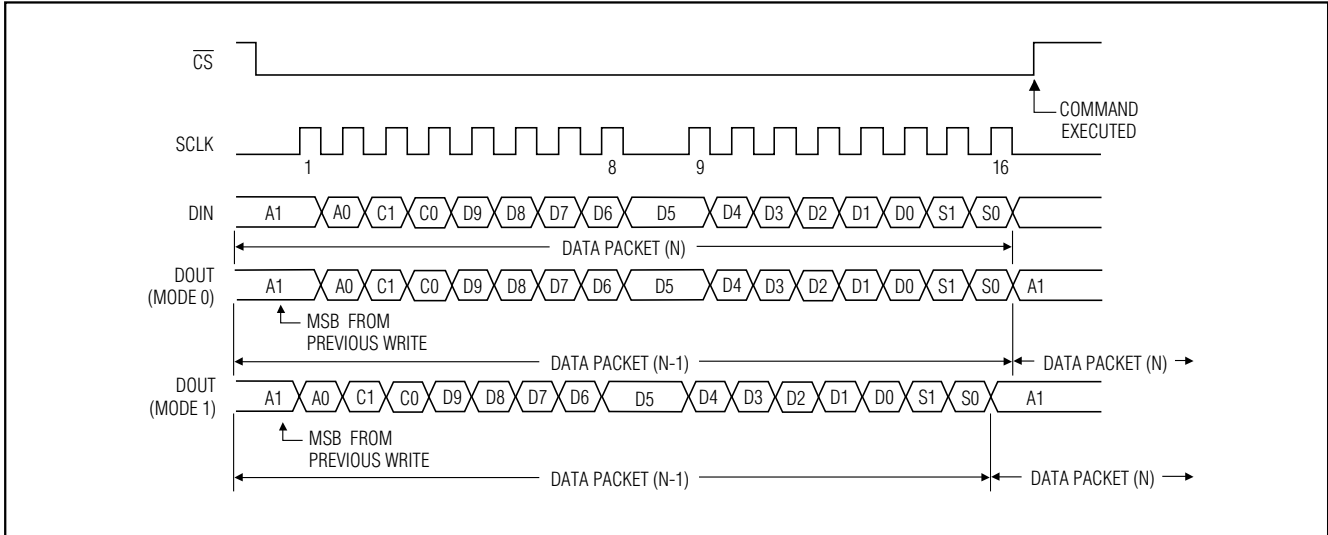 CS
COMMAND
EXECUTED
SCLK
1 8 9 16
DIN
A1 A0 C1 C0 D9 D8 D7 D6 D5 D4 D3 D2 D1 D0 S1 S0
DATA PACKET (N)
DOUT
(MODE 0)
A1 A0 C1 C0 D9 D8 D7 D6 D5 D4 D3 D2 D1 D0 S1 S0 A1
MSB FROM
PREVIOUS WRITE
DATA PACKET (N-1) DATA PACKET (N)
DOUT
(MODE 1)
A1 A0 C1 C0 D9 D8 D7 D6 D5 D4 D3 D2 D1 D0 S1 S0 A1
MSB FROM
PREVIOUS WRITE
DATA PACKET (N-1) DATA PACKET (N)